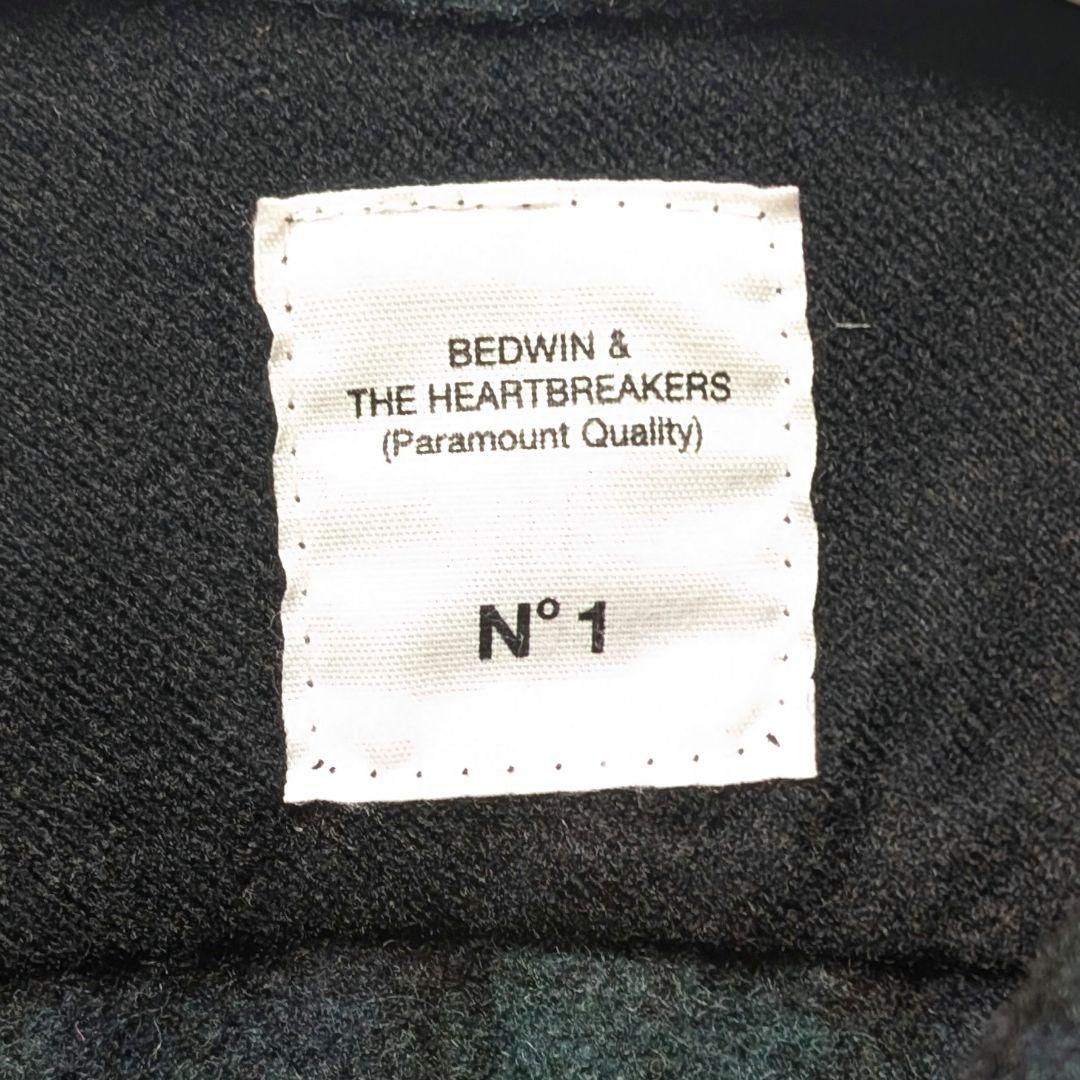 BEDWIN &
THE HEARTBREAKERS
(Paramount Quality)
N° 1